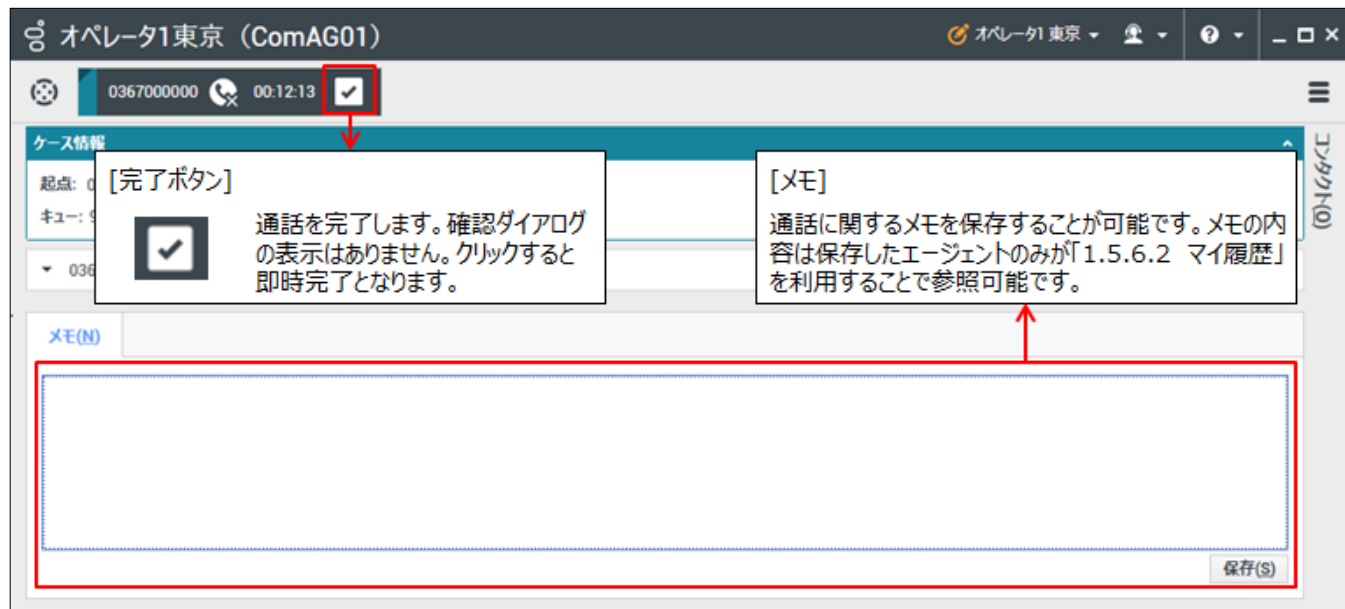 オペレータ1東京（ComAG01）
オペレータ1 東京
0367000000 00:12:13
ケース情報
起点:
キュー: 9
036
[完了ボタン]
通話を完了します。確認ダイアログ
の表示はありません。クリックすると
即時完了となります。
[メモ]
通話に関するメモを保存することが可能です。メモの内
容は保存したエージェントのみが「1.5.6.2 マイ履歴」
を利用することで参照可能です。
コンタクト(O)
メモ(N)
保存(S)